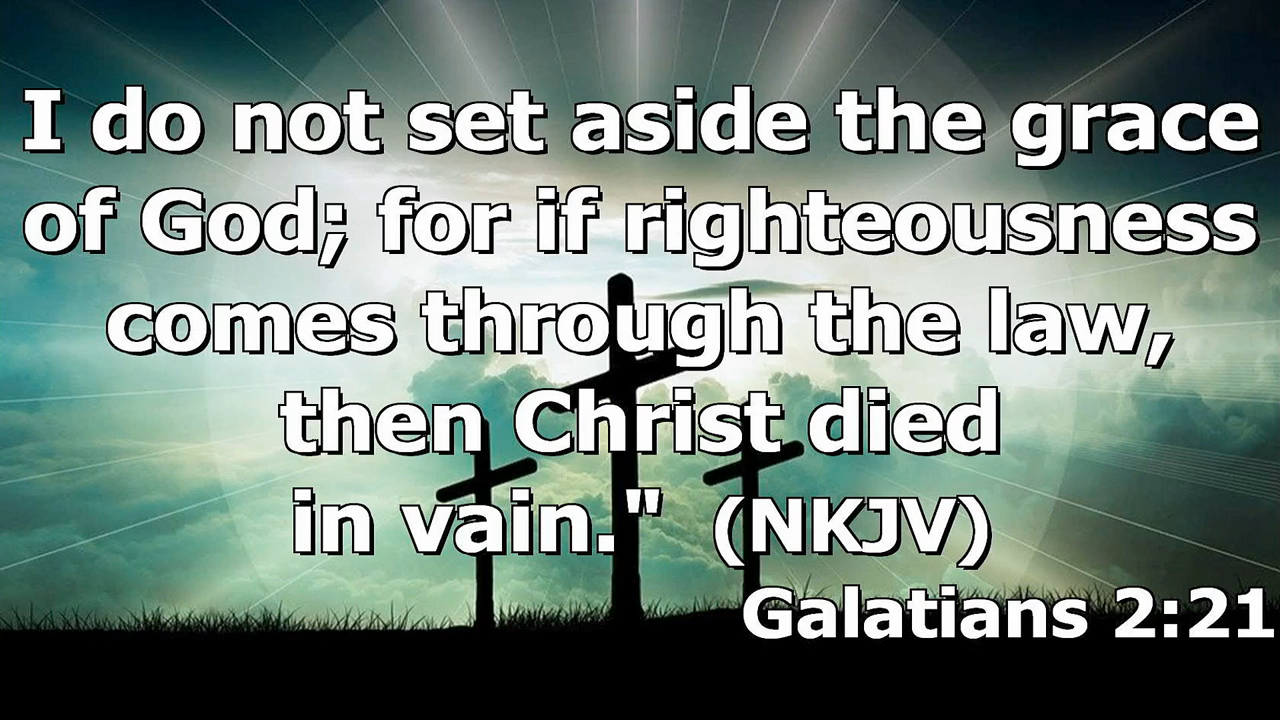 I do not set aside the grace
of God; for if righteousness
comes through the law,
then Christ died
in vain." (NKJV)
Galatians 2:21